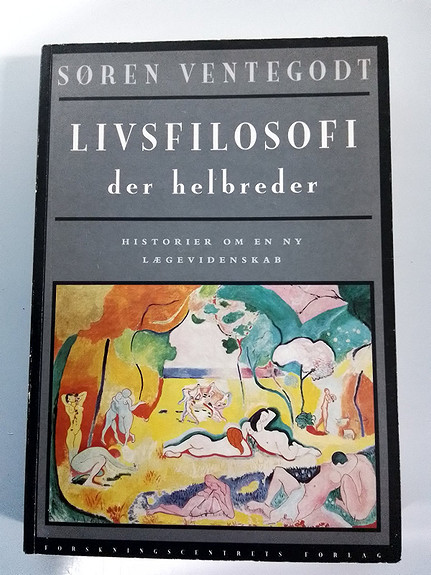 SØREN VENTEGODT
LIVSFILOSOFI
der helbreder
HISTORIER OM EN NY
LÆGEVIDENSKAB
FORSKNINGSCENTRETS FORLAG